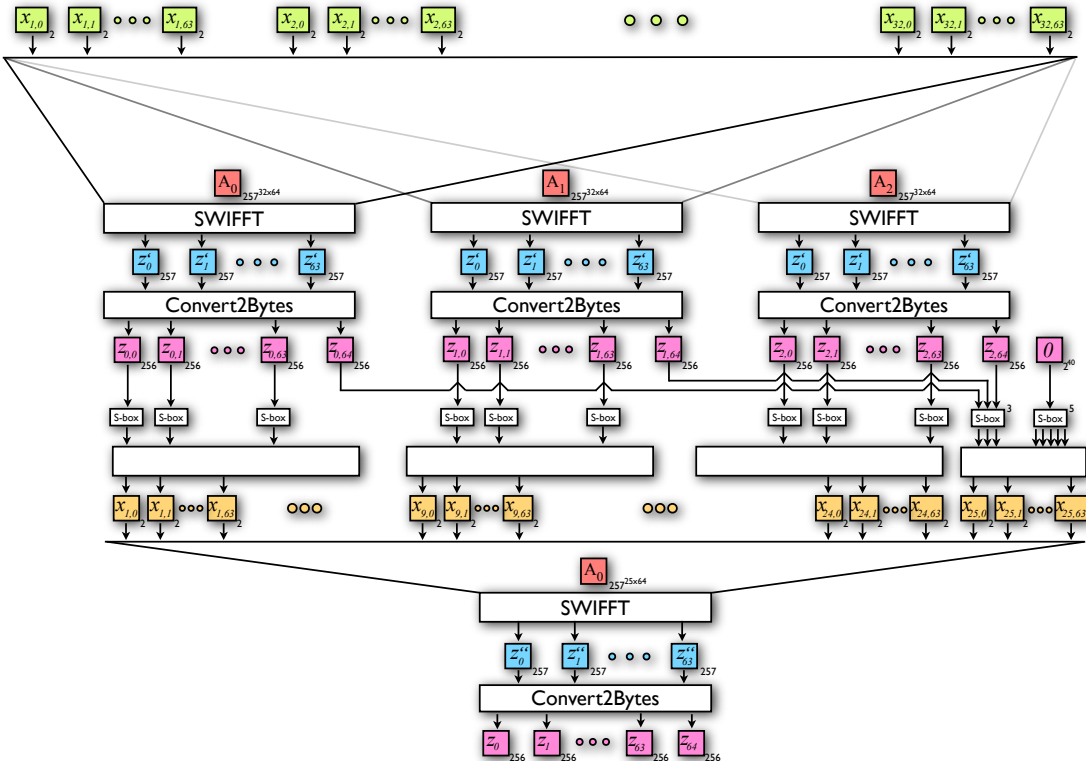 x1,0 2 x1,1 2 x1,63 2 x2,0 2 x2,1 2 x2,63 2 x32,0 2 x32,1 2 x32,63 2
A0 257^32x64 A1 257^32x64 A2 257^32x64
SWIFFT SWIFFT SWIFFT
z‘0 257 z‘1 257 z‘63 257 z‘0 257 z‘1 257 z‘63 257 z‘0 257 z‘1 257 z‘63 257
Convert2Bytes Convert2Bytes Convert2Bytes
z0,0 256 z0,1 256 z0,63 256 z0,64 256 z1,0 256 z1,1 256 z1,63 256 z1,64 256 z2,0 256 z2,1 256 z2,63 256 z2,64 256 0 2^40
S-box S-box S-box S-box S-box S-box S-box S-box S-box S-box 3 S-box 5
x1,0 2 x1,1 2 x1,63 2 x9,0 2 x9,1 2 x9,63 2 x24,0 2 x24,1 2 x24,63 2 x25,0 2 x25,1 2 x25,63 2
A0 257^25x64
SWIFFT
z“0 257 z“1 257 z“63 257
Convert2Bytes
z0 256 z1 256 z63 256 z64 256